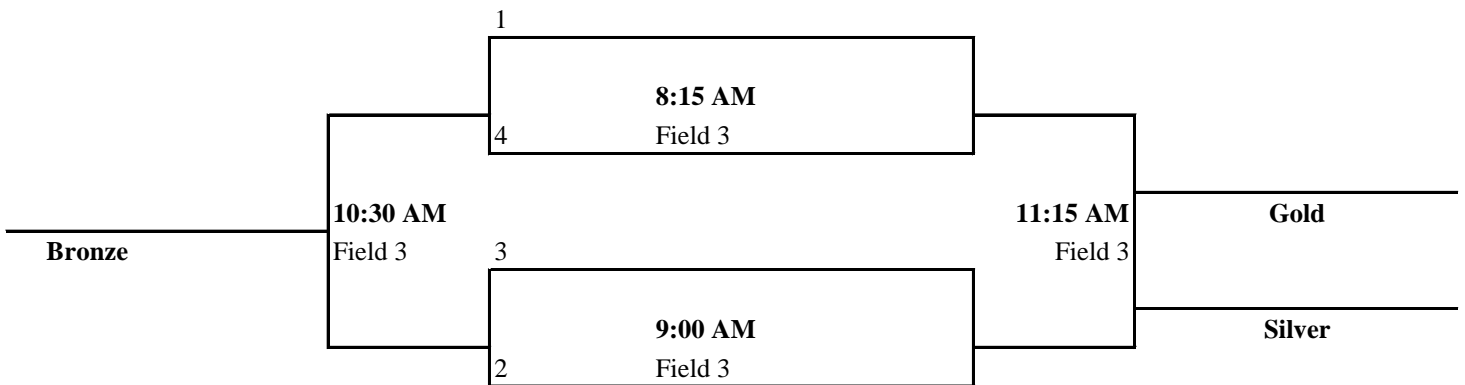 1
8:15 AM
4
Field 3
10:30 AM
11:15 AM
Gold
Bronze
Field 3
3
Field 3
9:00 AM
Silver
2
Field 3